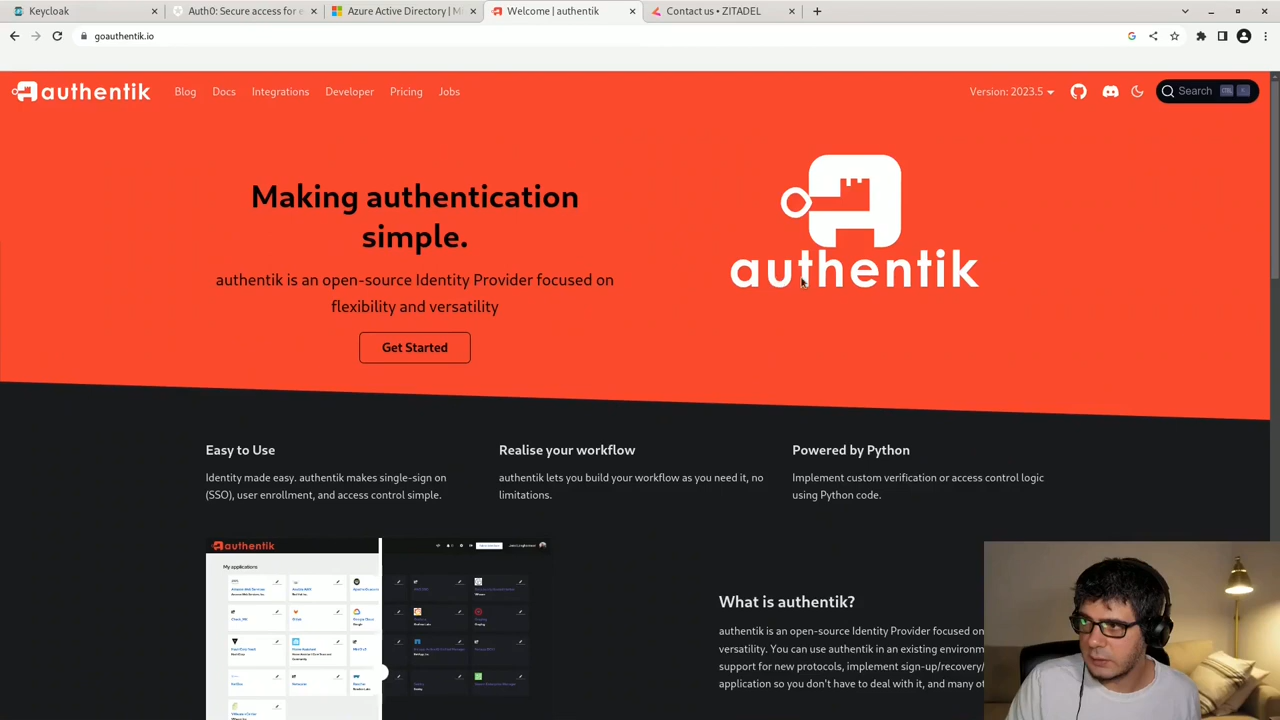 Keycloak
Auth0: Secure access for e
Azure Active Directory | M
Welcome | authentik
Contact us • ZITADEL
goauthentik.io
authentik
Blog
Docs
Integrations
Developer
Pricing
Jobs
Version: 2023.5
Search
CTRL
K
Making authentication
simple.
authentik is an open-source Identity Provider focused on
flexibility and versatility
Get Started
authentik
Easy to Use
Identity made easy. authentik makes single-sign on
(SSO), user enrollment, and access control simple.
Realise your workflow
authentik lets you build your workflow as you need it, no
limitations.
Powered by Python
Implement custom verification or access control logic
using Python code.
authentik
My applications
What is authentik?
authentik is an open-source Identity Provider focused on
versatility. You can use authentik in an existing environm
support for new protocols, implement sign-up/recovery/
application so you don't have to deal with it, and many ot